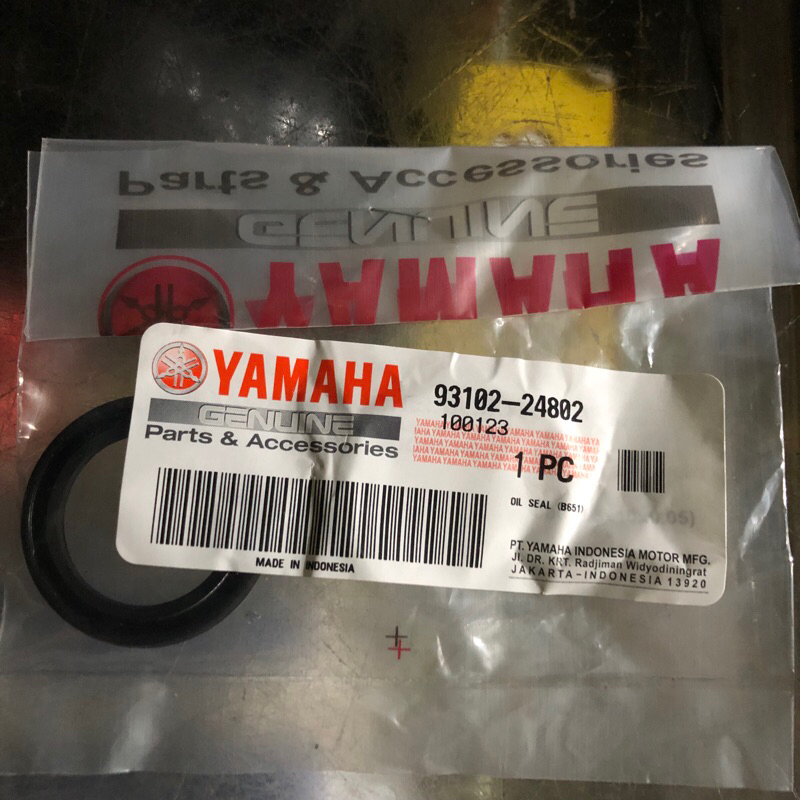 Parts & Accessories
GENUINE
YAMAHA
YAMAHA
GENUINE
Parts & Accessories
93102-24802
100123
1 PC
OIL SEAL (B651)
MADE IN INDONESIA
PT. YAMAHA INDONESIA MOTOR MFG.
Jl. DR. KRT. Radjiman Widyodiningrat
JAKARTA-INDONESIA 13920